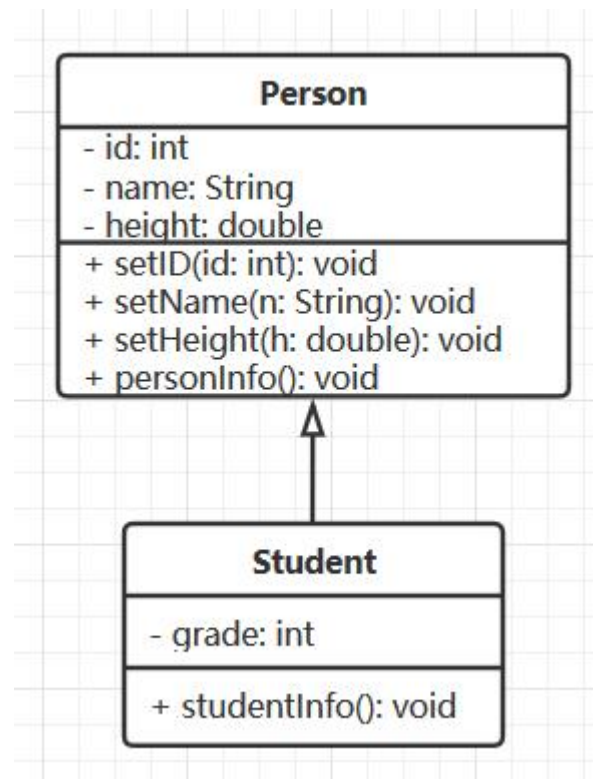 Person
- id: int
- name: String
- height: double
+ setID(id: int): void
+ setName(n: String): void
+ setHeight(h: double): void
+ personInfo(): void
Student
- grade: int
+ studentInfo(): void